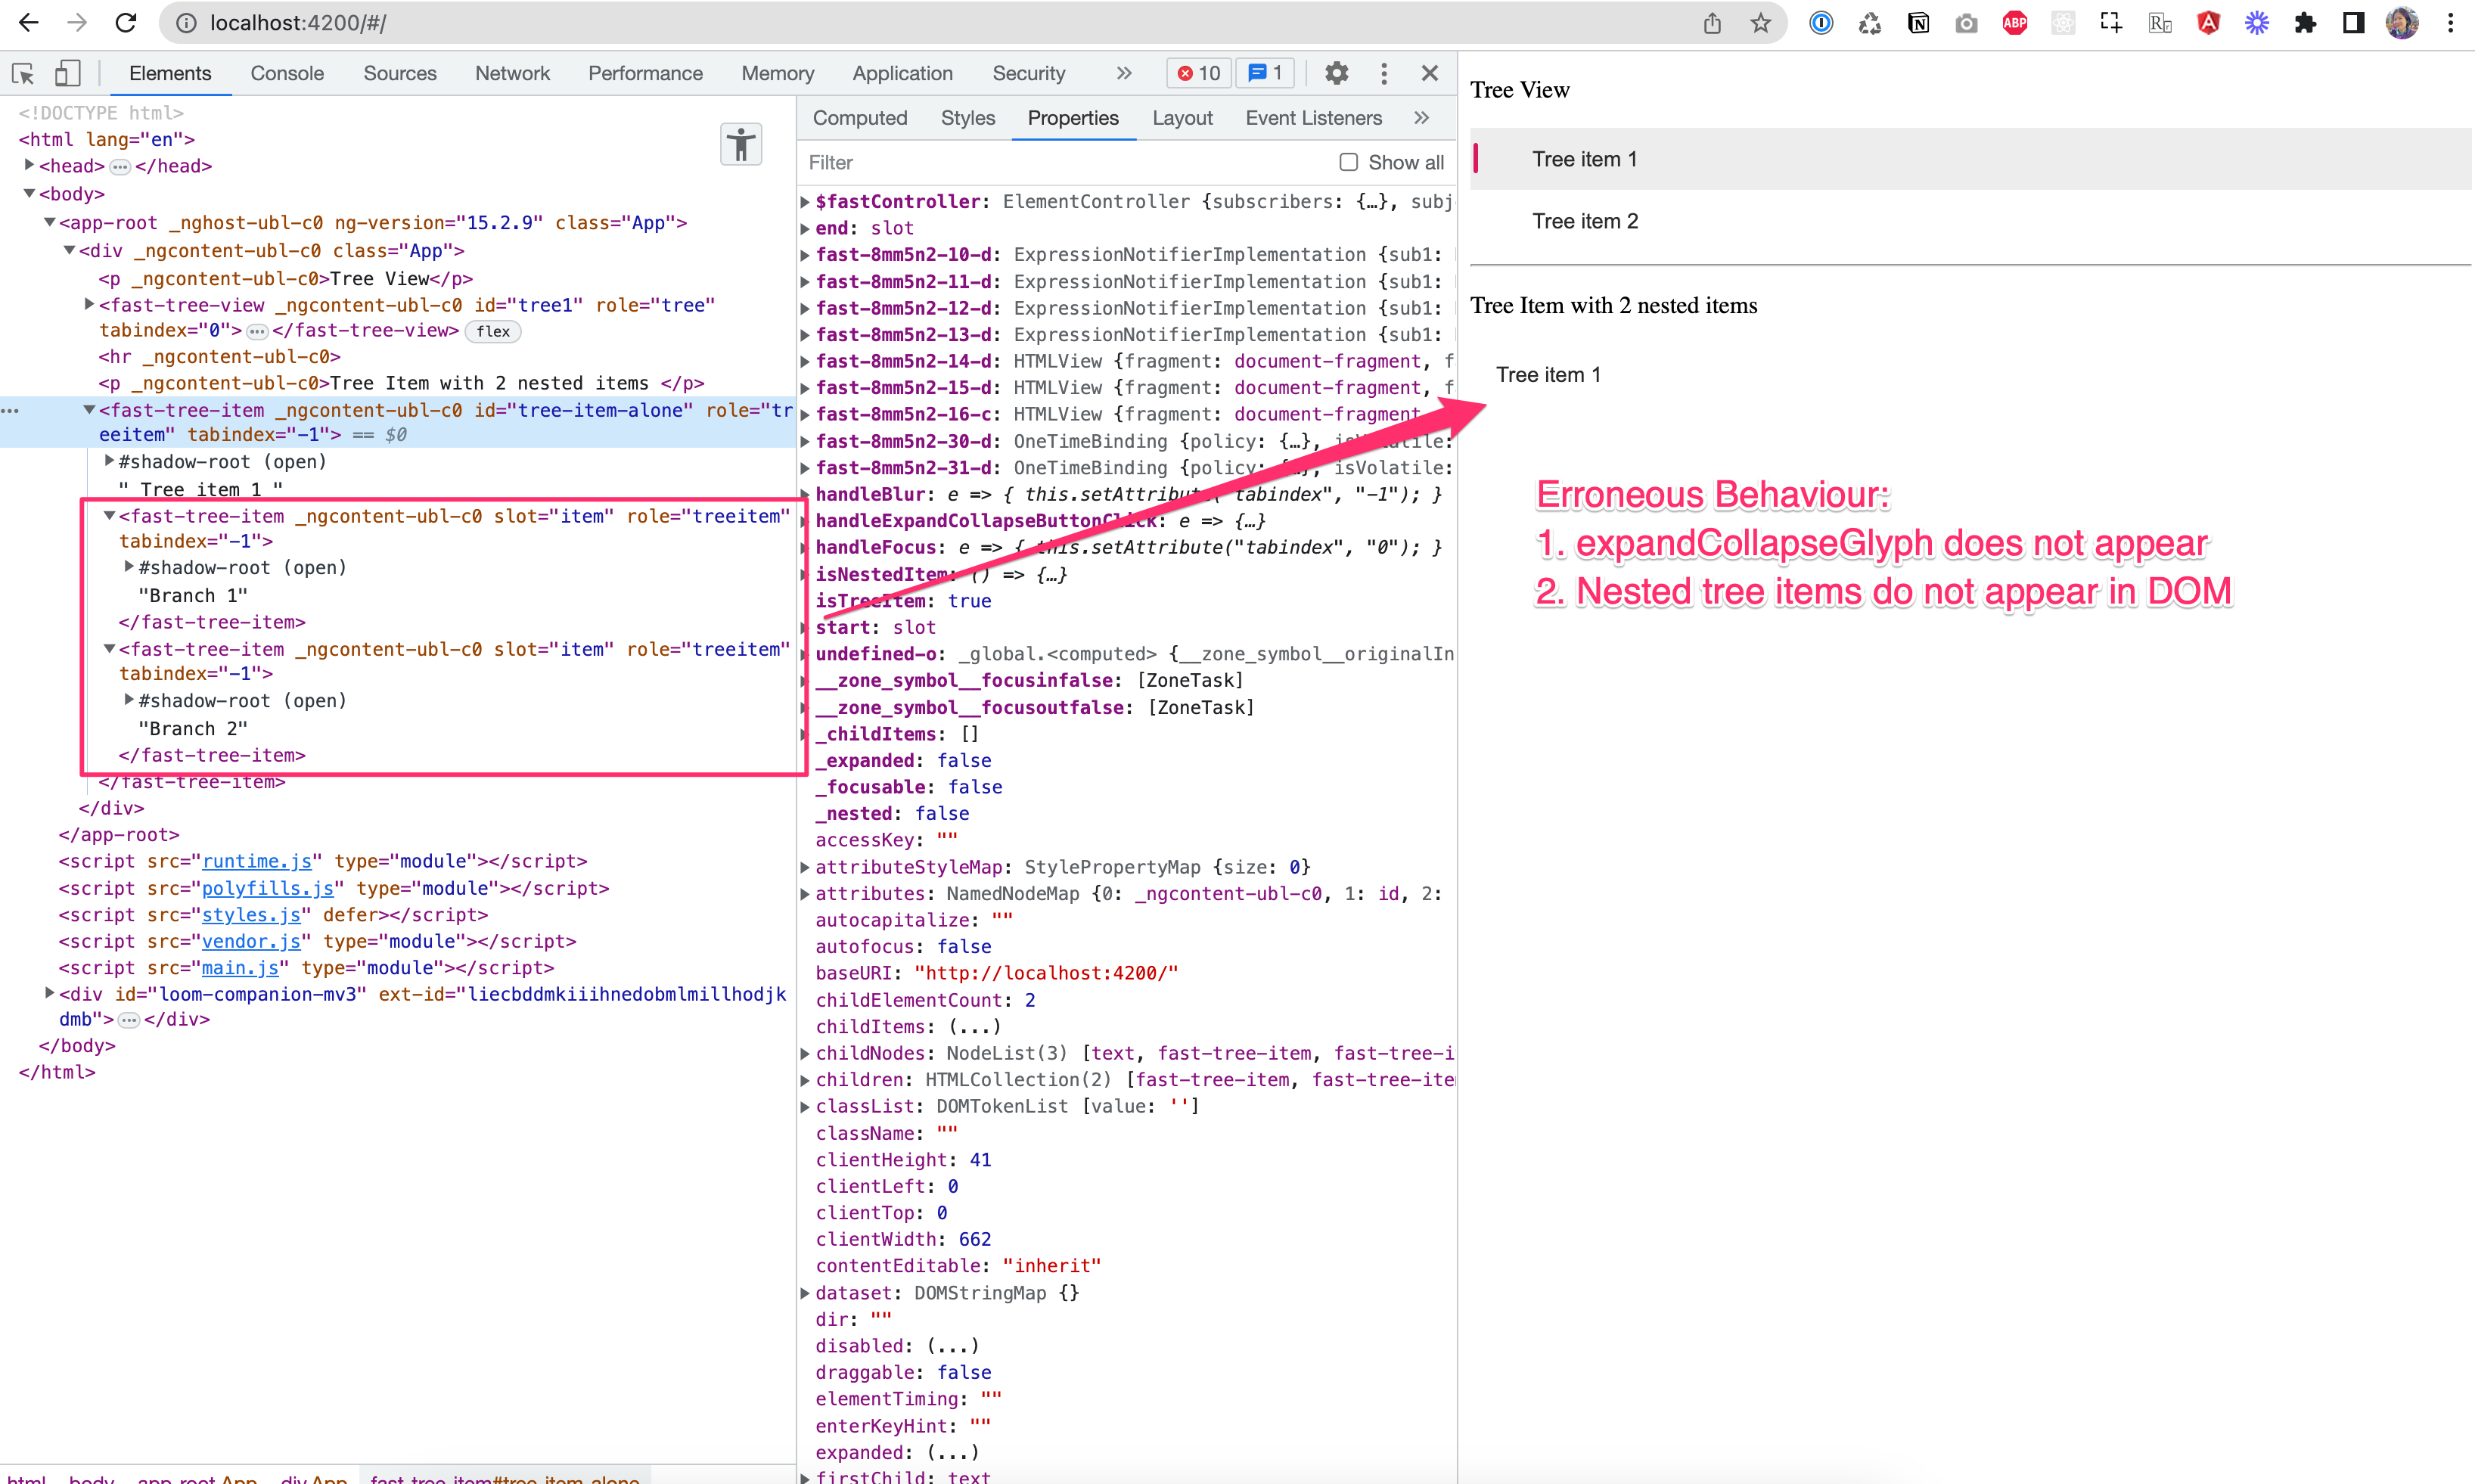 localhost:4200/#/
ABP
Elements Console Sources Network Performance Memory Application Security » 10 1
<!DOCTYPE html>
<html lang="en">
<head> ••• </head>
<body>
<app-root _nghost-ubl-c0 ng-version="15.2.9" class="App">
<div _ngcontent-ubl-c0 class="App">
<p _ngcontent-ubl-c0>Tree View</p>
<fast-tree-view _ngcontent-ubl-c0 id="tree1" role="tree"
tabindex="0"> ••• </fast-tree-view> flex
<hr _ngcontent-ubl-c0>
<p _ngcontent-ubl-c0>Tree Item with 2 nested items </p>
<fast-tree-item _ngcontent-ubl-c0 id="tree-item-alone" role="tr
eeitem" tabindex="-1"> == $0
#shadow-root (open)
" Tree item 1 "
<fast-tree-item _ngcontent-ubl-c0 slot="item" role="treeitem"
tabindex="-1">
#shadow-root (open)
"Branch 1"
</fast-tree-item>
<fast-tree-item _ngcontent-ubl-c0 slot="item" role="treeitem"
tabindex="-1">
#shadow-root (open)
"Branch 2"
</fast-tree-item>
</fast-tree-item>
</div>
</app-root>
<script src="runtime.js" type="module"></script>
<script src="polyfills.js" type="module"></script>
<script src="styles.js" defer></script>
<script src="vendor.js" type="module"></script>
<script src="main.js" type="module"></script>
<div id="loom-companion-mv3" ext-id="liecbddmkiiihnedobmlmillhodjk
dmb"> ••• </div>
</body>
</html>
html body app-root.App div.App fast-tree-item#tree-item-alone
Computed Styles Properties Layout Event Listeners »
Filter Show all
$fastController: ElementController {subscribers: {…}, subj
end: slot
fast-8mm5n2-10-d: ExpressionNotifierImplementation {sub1:
fast-8mm5n2-11-d: ExpressionNotifierImplementation {sub1:
fast-8mm5n2-12-d: ExpressionNotifierImplementation {sub1:
fast-8mm5n2-13-d: ExpressionNotifierImplementation {sub1:
fast-8mm5n2-14-d: HTMLView {fragment: document-fragment, f
fast-8mm5n2-15-d: HTMLView {fragment: document-fragment, f
fast-8mm5n2-16-c: HTMLView {fragment: document-fragment
fast-8mm5n2-30-d: OneTimeBinding {policy: {…}, isVolatile:
fast-8mm5n2-31-d: OneTimeBinding {policy: {…}, isVolatile:
handleBlur: e => { this.setAttribute("tabindex", "-1"); }
handleExpandCollapseButtonClick: e => {…}
handleFocus: e => { this.setAttribute("tabindex", "0"); }
isNestedItem: () => {…}
isTreeItem: true
start: slot
undefined-o: _global.<computed> {__zone_symbol__originalIn
__zone_symbol__focusinfalse: [ZoneTask]
__zone_symbol__focusoutfalse: [ZoneTask]
_childItems: []
_expanded: false
_focusable: false
_nested: false
accessKey: ""
attributeStyleMap: StylePropertyMap {size: 0}
attributes: NamedNodeMap {0: _ngcontent-ubl-c0, 1: id, 2:
autocapitalize: ""
autofocus: false
baseURI: "http://localhost:4200/"
childElementCount: 2
childItems: (...)
childNodes: NodeList(3) [text, fast-tree-item, fast-tree-i
children: HTMLCollection(2) [fast-tree-item, fast-tree-ite
classList: DOMTokenList [value: '']
className: ""
clientHeight: 41
clientLeft: 0
clientTop: 0
clientWidth: 662
contentEditable: "inherit"
dataset: DOMStringMap {}
dir: ""
disabled: (...)
draggable: false
elementTiming: ""
enterKeyHint: ""
expanded: (...)
firstChild: text
Tree View
Tree item 1
Tree item 2
Tree Item with 2 nested items
Tree item 1
Erroneous Behaviour:
1. expandCollapseGlyph does not appear
2. Nested tree items do not appear in DOM